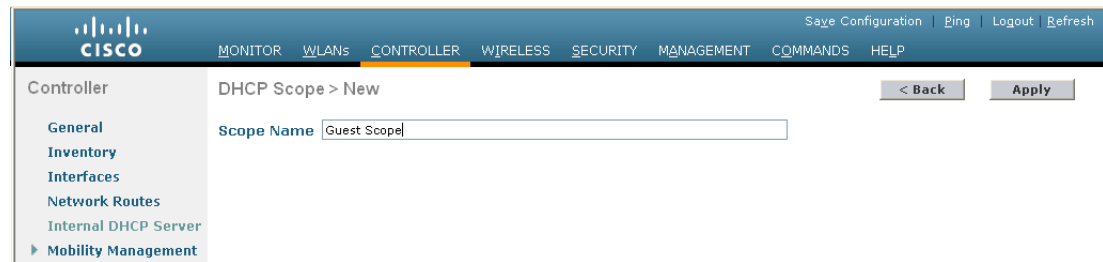 Save Configuration | Ping | Logout | Refresh
CISCO
MONITOR WLANs CONTROLLER WIRELESS SECURITY MANAGEMENT COMMANDS HELP
Controller
General
Inventory
Interfaces
Network Routes
Internal DHCP Server
Mobility Management
DHCP Scope > New
< Back
Apply
Scope Name Guest Scope